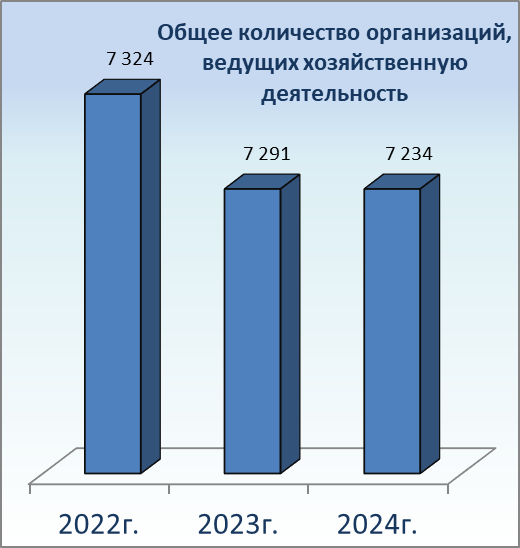 Общее количество организаций,
ведущих хозяйственную
деятельность
7 324
7 291
7 234
2022г.
2023г.
2024г.